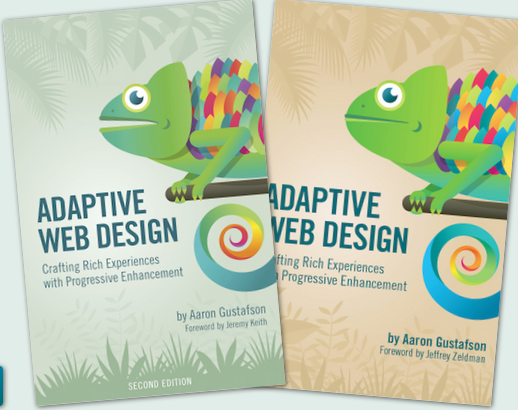 ADAPTIVE
WEB DESIGN
Crafting Rich Experiences
with Progressive Enhancement
by Aaron Gustafson
Foreword by Jeremy Keith
SECOND EDITION
ADAPTIVE
WEB DESIGN
Experiences
Progressive Enhancement
by Aaron Gustafson
Foreword by Jeffrey Zeldman